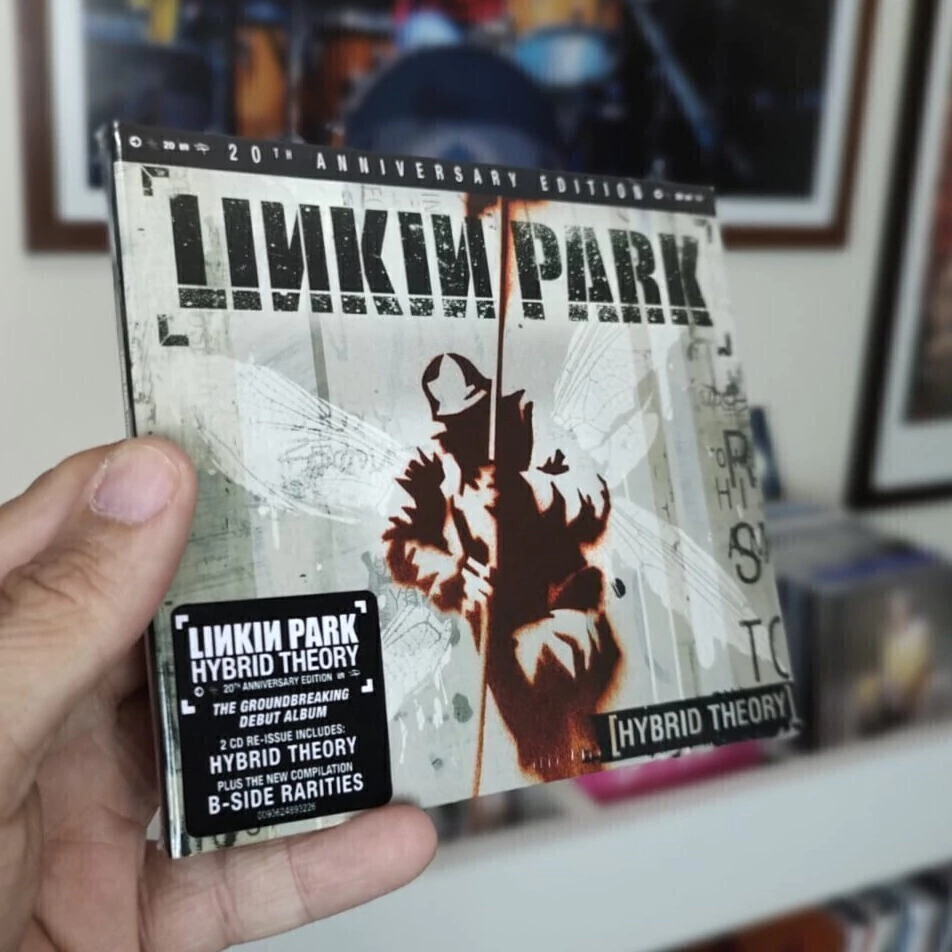 20TH ANNIVERSARY EDITION
LINKIN PARK
[HYBRID THEORY]
LINKIN PARK
HYBRID THEORY
20TH ANNIVERSARY EDITION
THE GROUNDBREAKING
DEBUT ALBUM
2 CD RE-ISSUE INCLUDES:
HYBRID THEORY
PLUS THE NEW COMPILATION
B-SIDE RARITIES